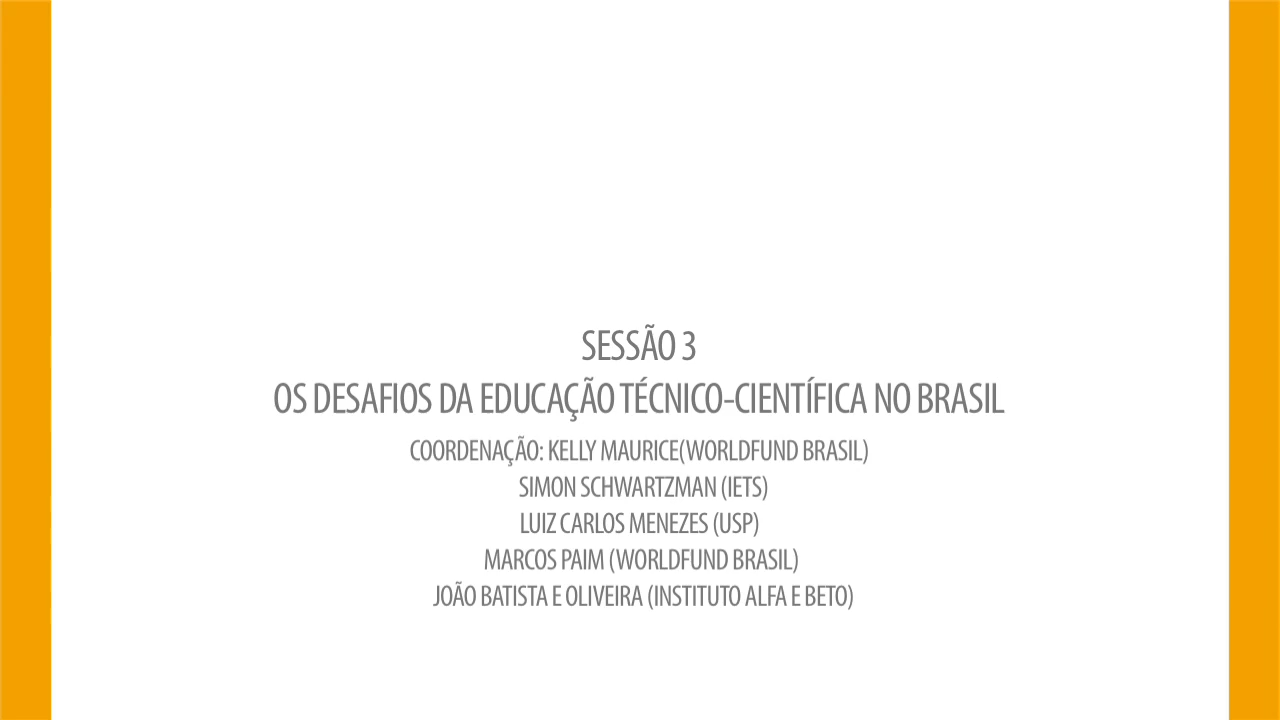 SESSÃO 3
OS DESAFIOS DA EDUCAÇÃO TÉCNICO-CIENTÍFICA NO BRASIL
COORDENAÇÃO: KELLY MAURICE(WORLDFUND BRASIL)
SIMON SCHWARTZMAN (IETS)
LUIZ CARLOS MENEZES (USP)
MARCOS PAIM (WORLDFUND BRASIL)
JOÃO BATISTA E OLIVEIRA (INSTITUTO ALFA E BETO)